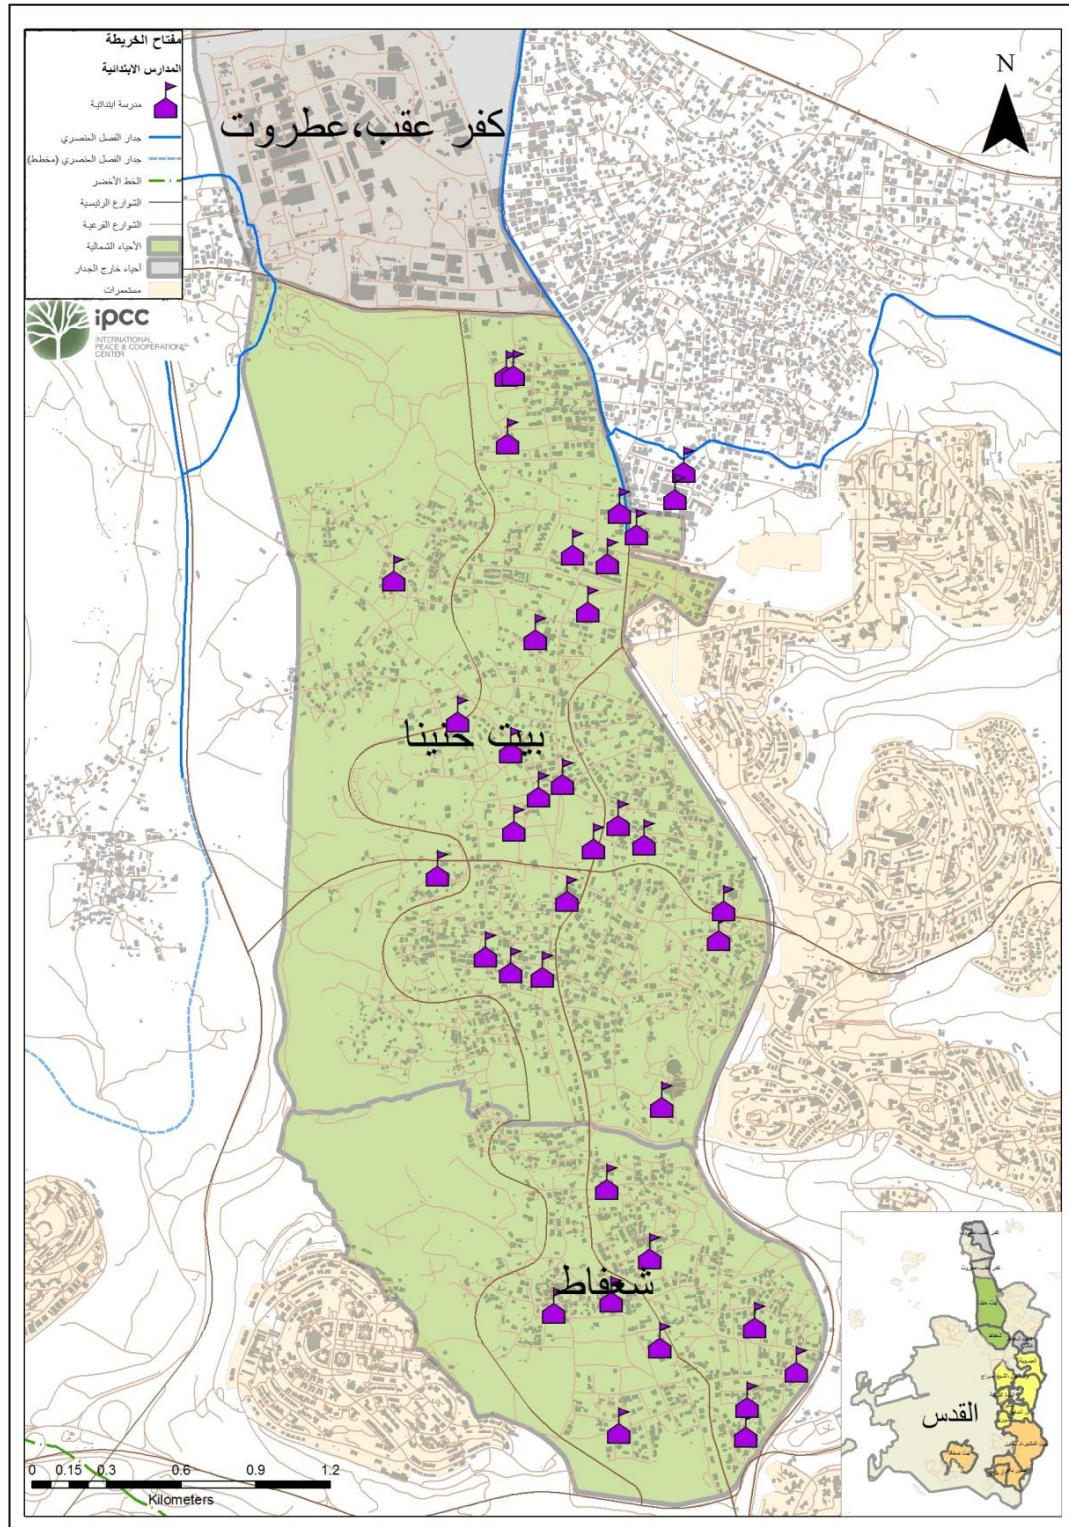 مفتاح الخريطة
المدارس الابتدائية
مدرسة ابتدائية
جدار الفصل العنصري
جدار الفصل العنصري (مخطط)
الخط الأخضر
الشوارع الرئيسية
الشوارع الفرعية
الأحياء الشمالية
أحياء خارج الجدار
مستعمرات
ipcc
INTERNATIONAL
PEACE & COOPERATION
CENTER
كفر عقب،عطروت
N
بيت حنينا
شعفاط
القدس
0 0.15 0.3 0.6 0.9 1.2
Kilometers